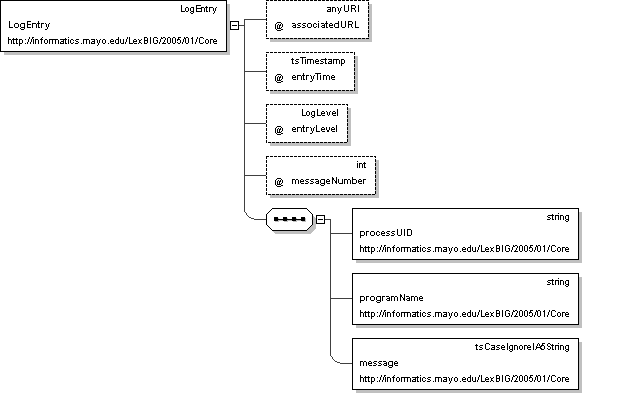 LogEntry
LogEntry
http://informatics.mayo.edu/LexBIG/2005/01/Core
anyURI
@ associatedURL
tsTimestamp
@ entryTime
LogLevel
@ entryLevel
int
@ messageNumber
string
processUID
http://informatics.mayo.edu/LexBIG/2005/01/Core
string
programName
http://informatics.mayo.edu/LexBIG/2005/01/Core
tsCaseIgnoreIA5String
message
http://informatics.mayo.edu/LexBIG/2005/01/Core